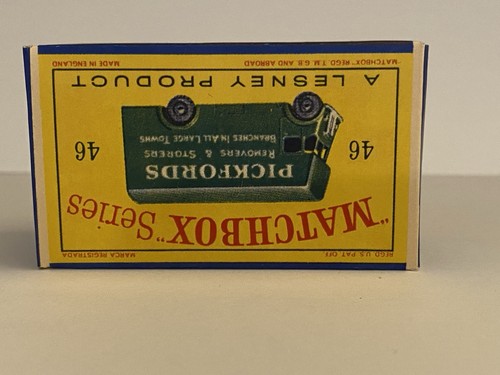 MARCA REGISTRADA REGD U.S. PAT. OFF.
"MATCHBOX" Series
46 46
PICKFORDS
REMOVERS & STORERS
BRANCHES IN ALL LARGE TOWNS
A LESNEY PRODUCT
"MATCHBOX" REGD. T.M. G.B. AND ABROAD MADE IN ENGLAND